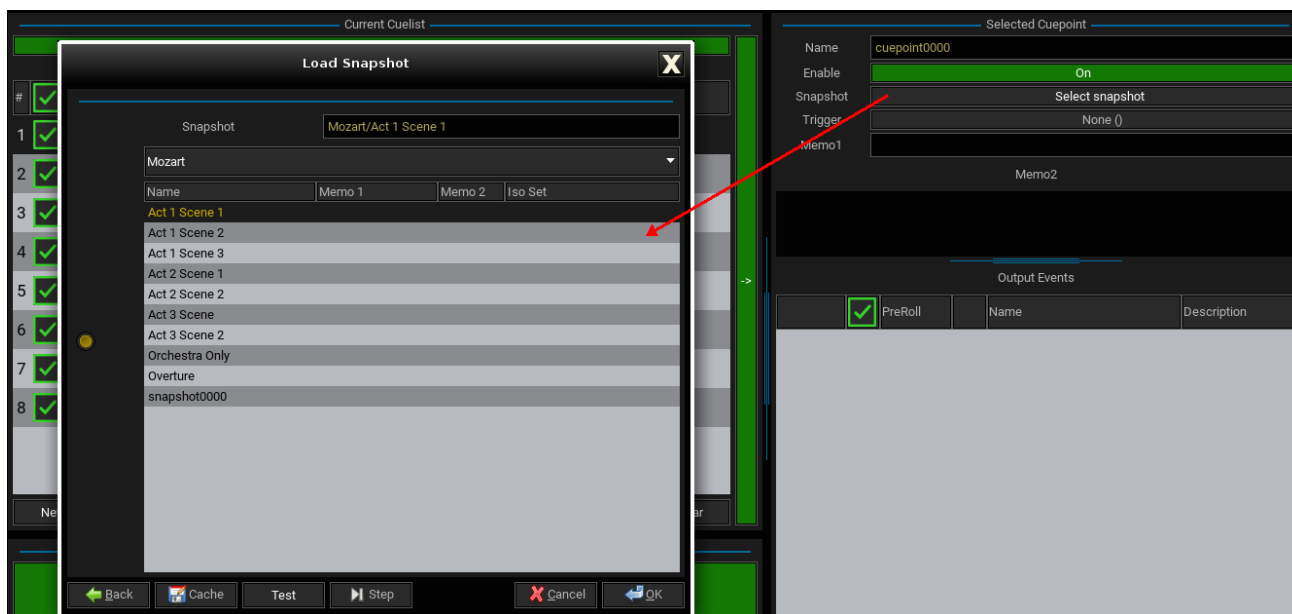 Current Cuelist
#
1
2
3
4
5
6
7
8
->
Load Snapshot
X
Snapshot
Mozart/Act 1 Scene 1
Mozart
Name Memo 1 Memo 2 Iso Set
Act 1 Scene 1
Act 1 Scene 2
Act 1 Scene 3
Act 2 Scene 1
Act 2 Scene 2
Act 3 Scene
Act 3 Scene 2
Orchestra Only
Overture
snapshot0000
Back Cache Test Step Cancel OK
Selected Cuepoint
Name cuepoint0000
Enable On
Snapshot Select snapshot
Trigger None ()
Memo1
Memo2
Output Events
PreRoll Name Description